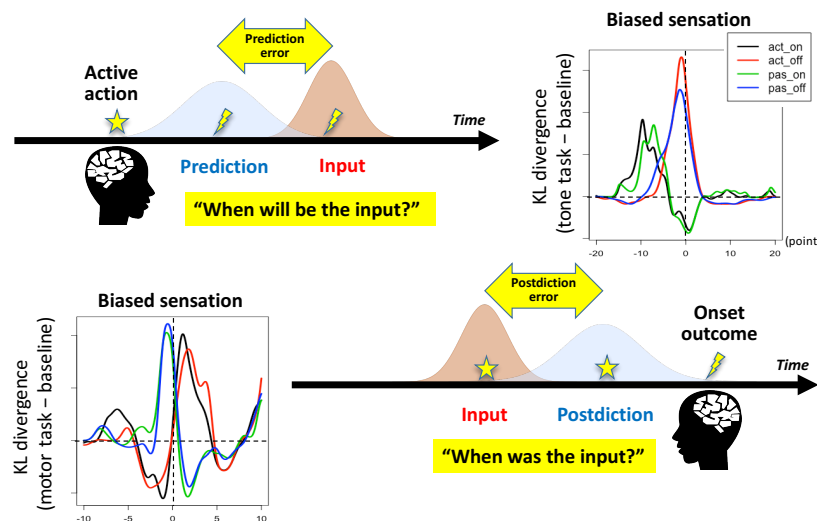 Prediction
error
Active
action
Time
Prediction
Input
“When will be the input?”
Biased sensation
act_on
act_off
pas_on
pas_off
KL divergence
(tone task – baseline)
-20
-10
0
10
20
(point
Biased sensation
KL divergence
(motor task – baseline)
-10
-5
0
5
10
Postdiction
error
Onset
outcome
Time
Input
Postdiction
“When was the input?”